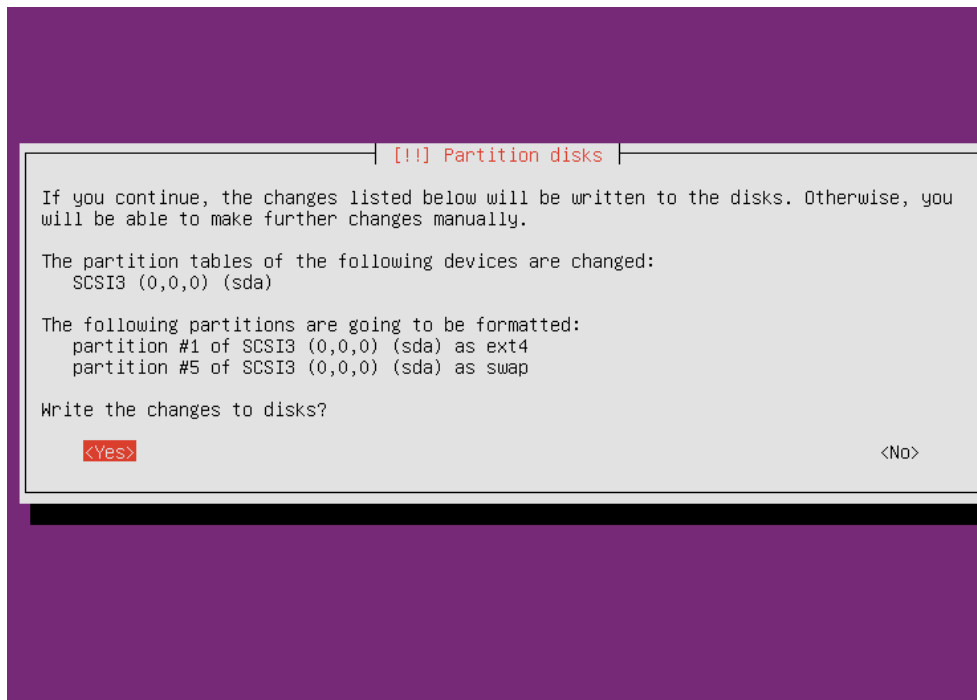 [!!] Partition disks
If you continue, the changes listed below will be written to the disks. Otherwise, you
will be able to make further changes manually.
The partition tables of the following devices are changed:
SCSI3 (0,0,0) (sda)
The following partitions are going to be formatted:
partition #1 of SCSI3 (0,0,0) (sda) as ext4
partition #5 of SCSI3 (0,0,0) (sda) as swap
Write the changes to disks?
<Yes> <No>